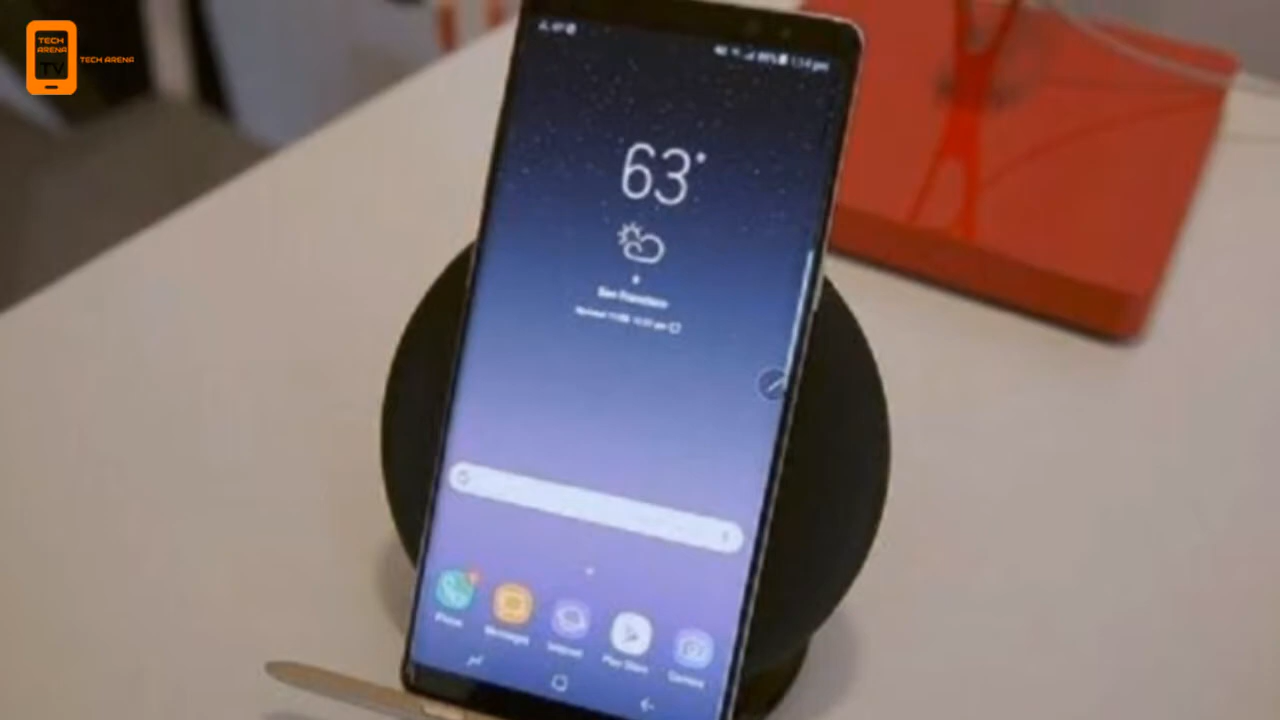 TECH
ARENA
TV
TECH ARENA
63°
San Francisco
Phone
Messages
Internet
Play Store
Camera